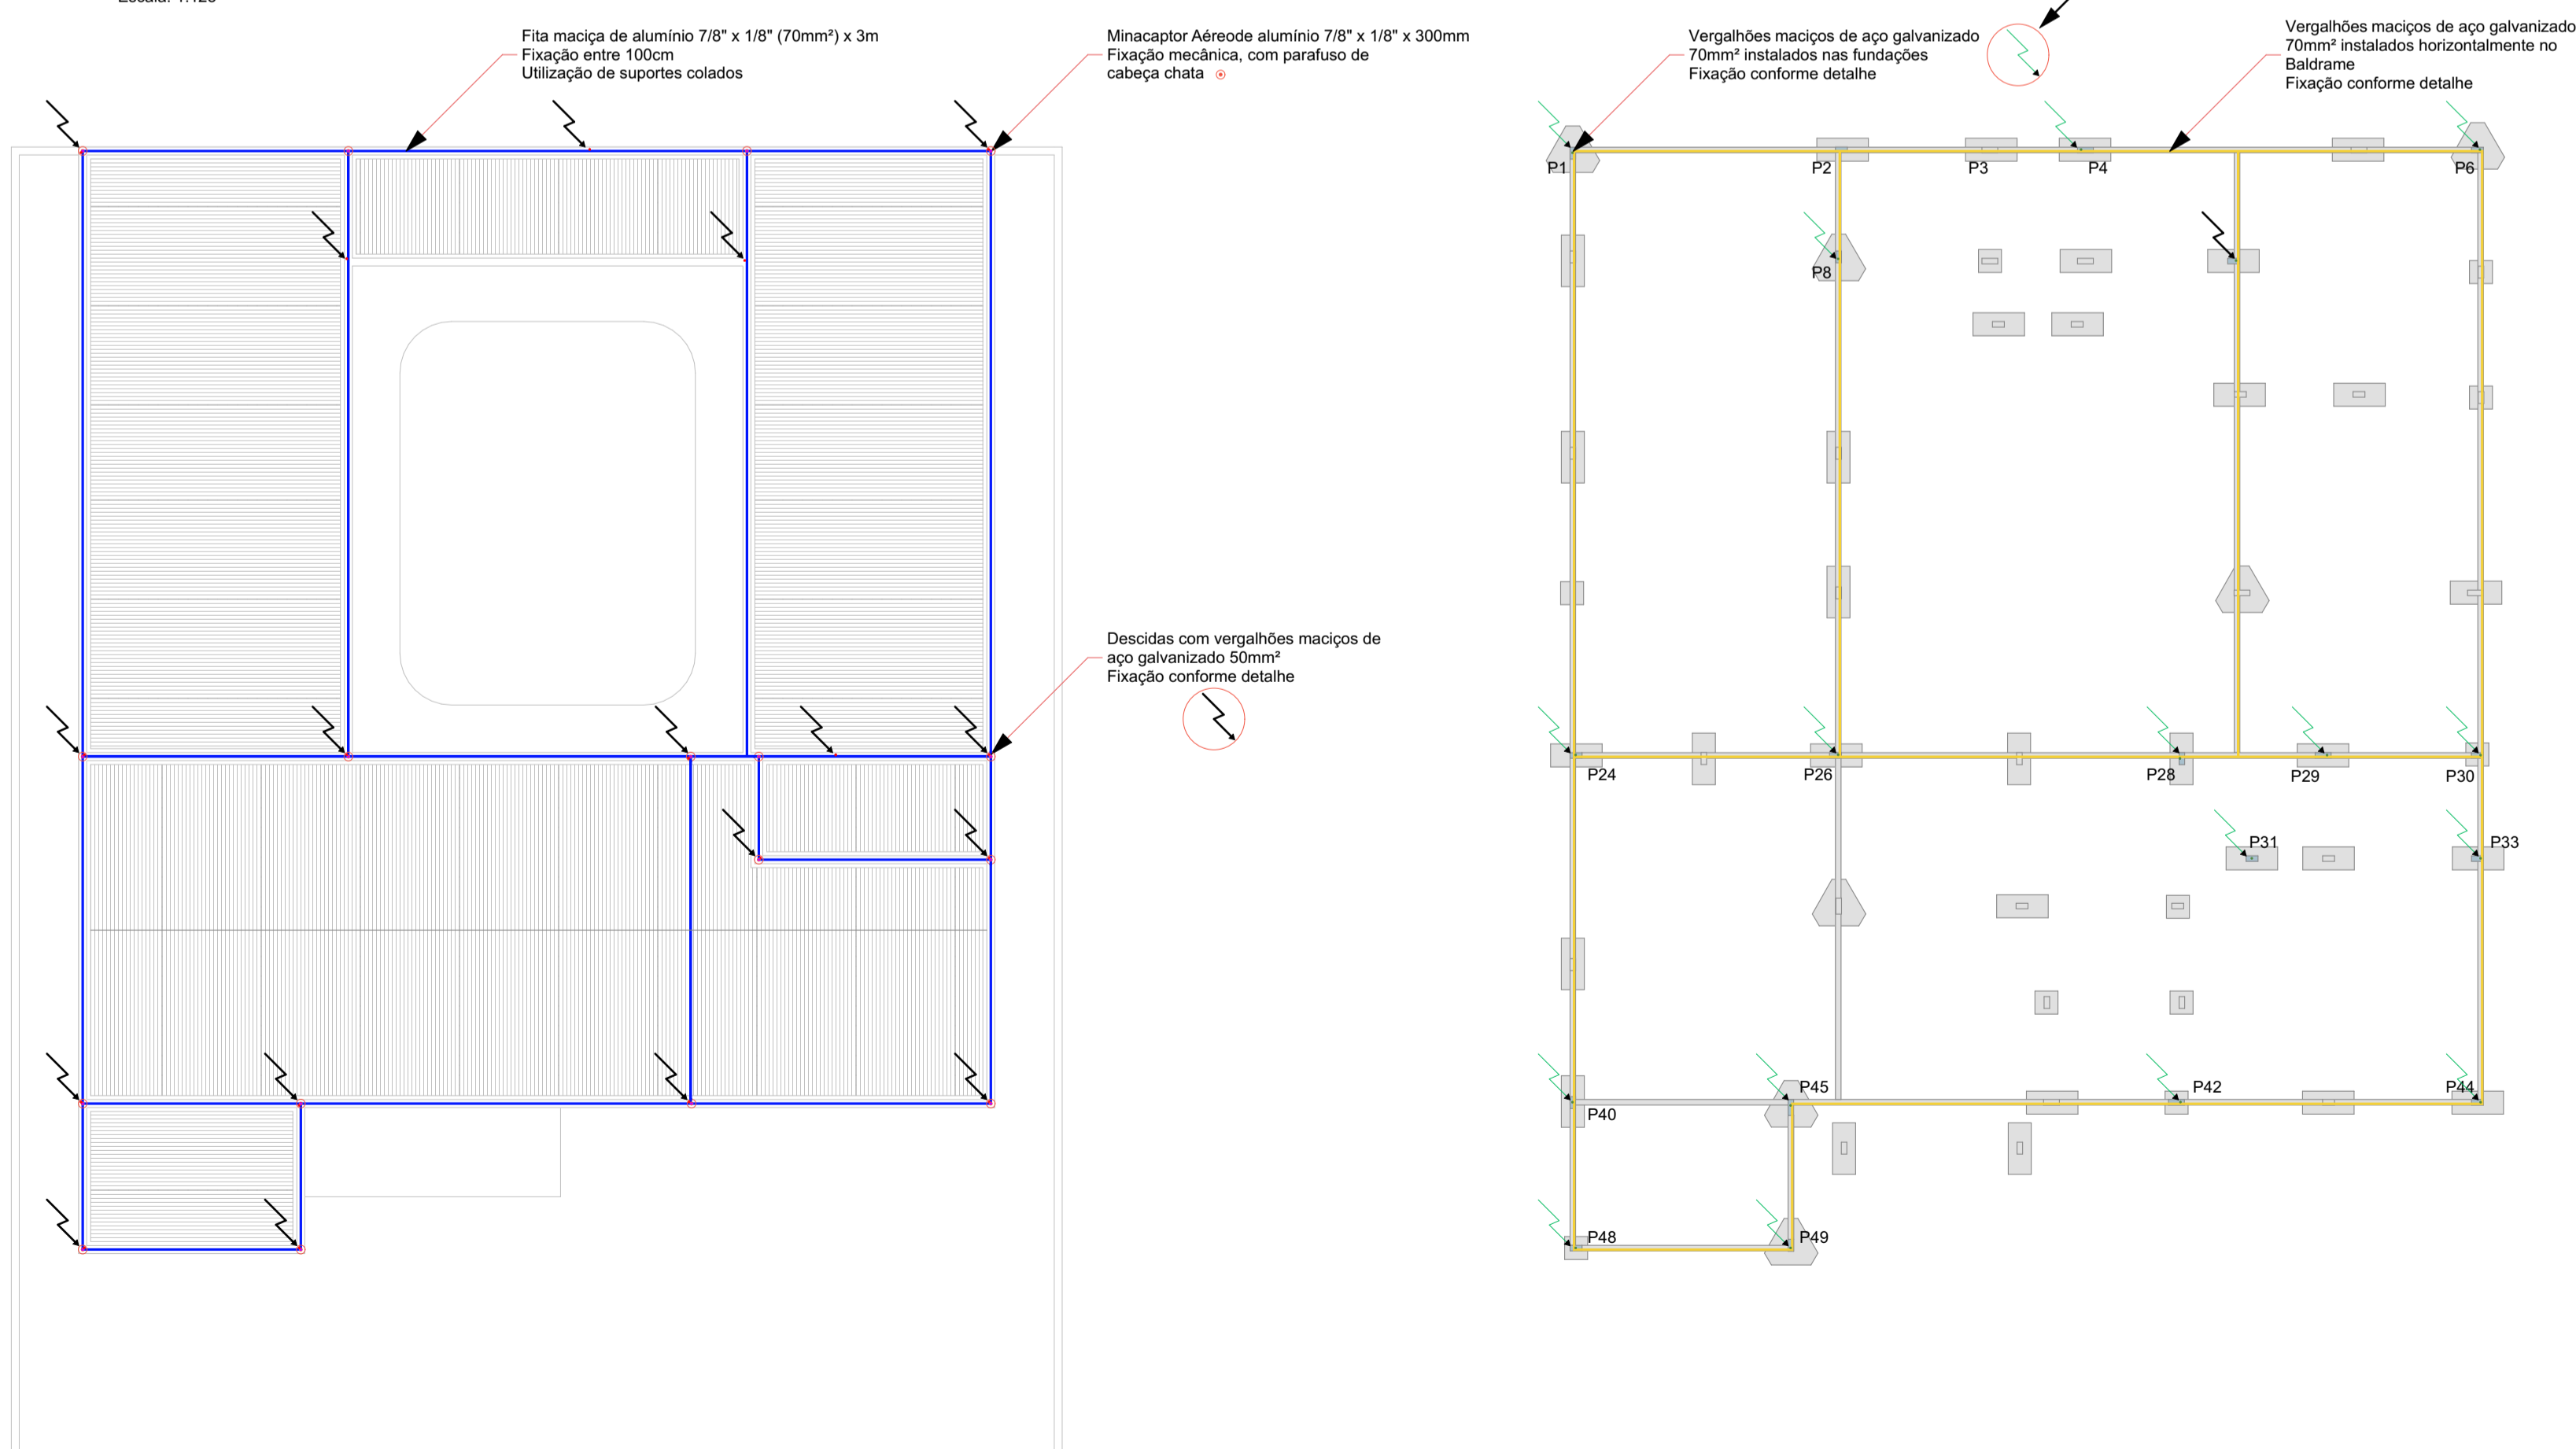 Escala: 1:125
Fita maciça de alumínio 7/8" x 1/8" (70mm²) x 3m
Fixação entre 100cm
Utilização de suportes colados
Minacaptor Aéreode alumínio 7/8" x 1/8" x 300mm
Fixação mecânica, com parafuso de
cabeça chata
Vergalhões maciços de aço galvanizado
70mm² instalados nas fundações
Fixação conforme detalhe
Vergalhões maciços de aço galvanizado
70mm² instalados horizontalmente no
Baldrame
Fixação conforme detalhe
Descidas com vergalhões maciços de
aço galvanizado 50mm²
Fixação conforme detalhe
P1
P2
P3
P4
P6
P8
P24
P26
P28
P29
P30
P31
P33
P40
P45
P42
P44
P48
P49